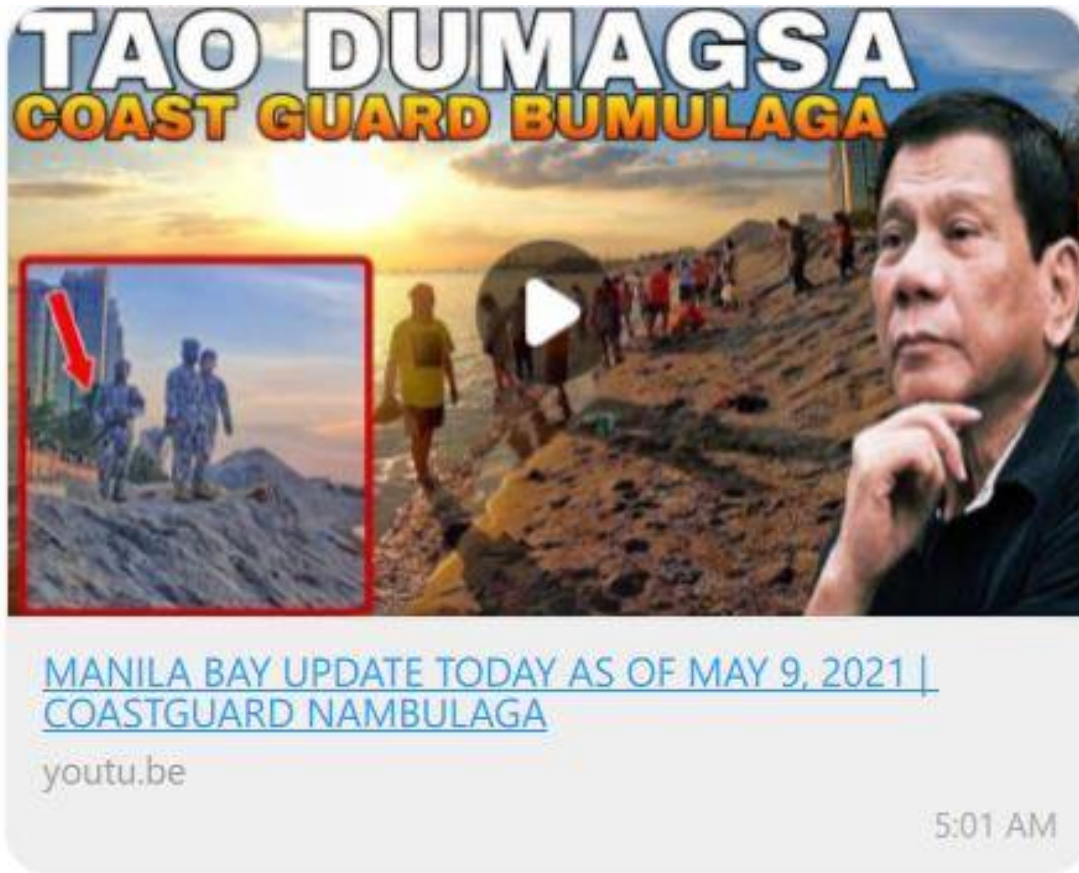 TAO DUMAGSA
COAST GUARD BUMULAGA
MANILA BAY UPDATE TODAY AS OF MAY 9, 2021 |
COASTGUARD NAMBULAGA
youtu.be
5:01 AM